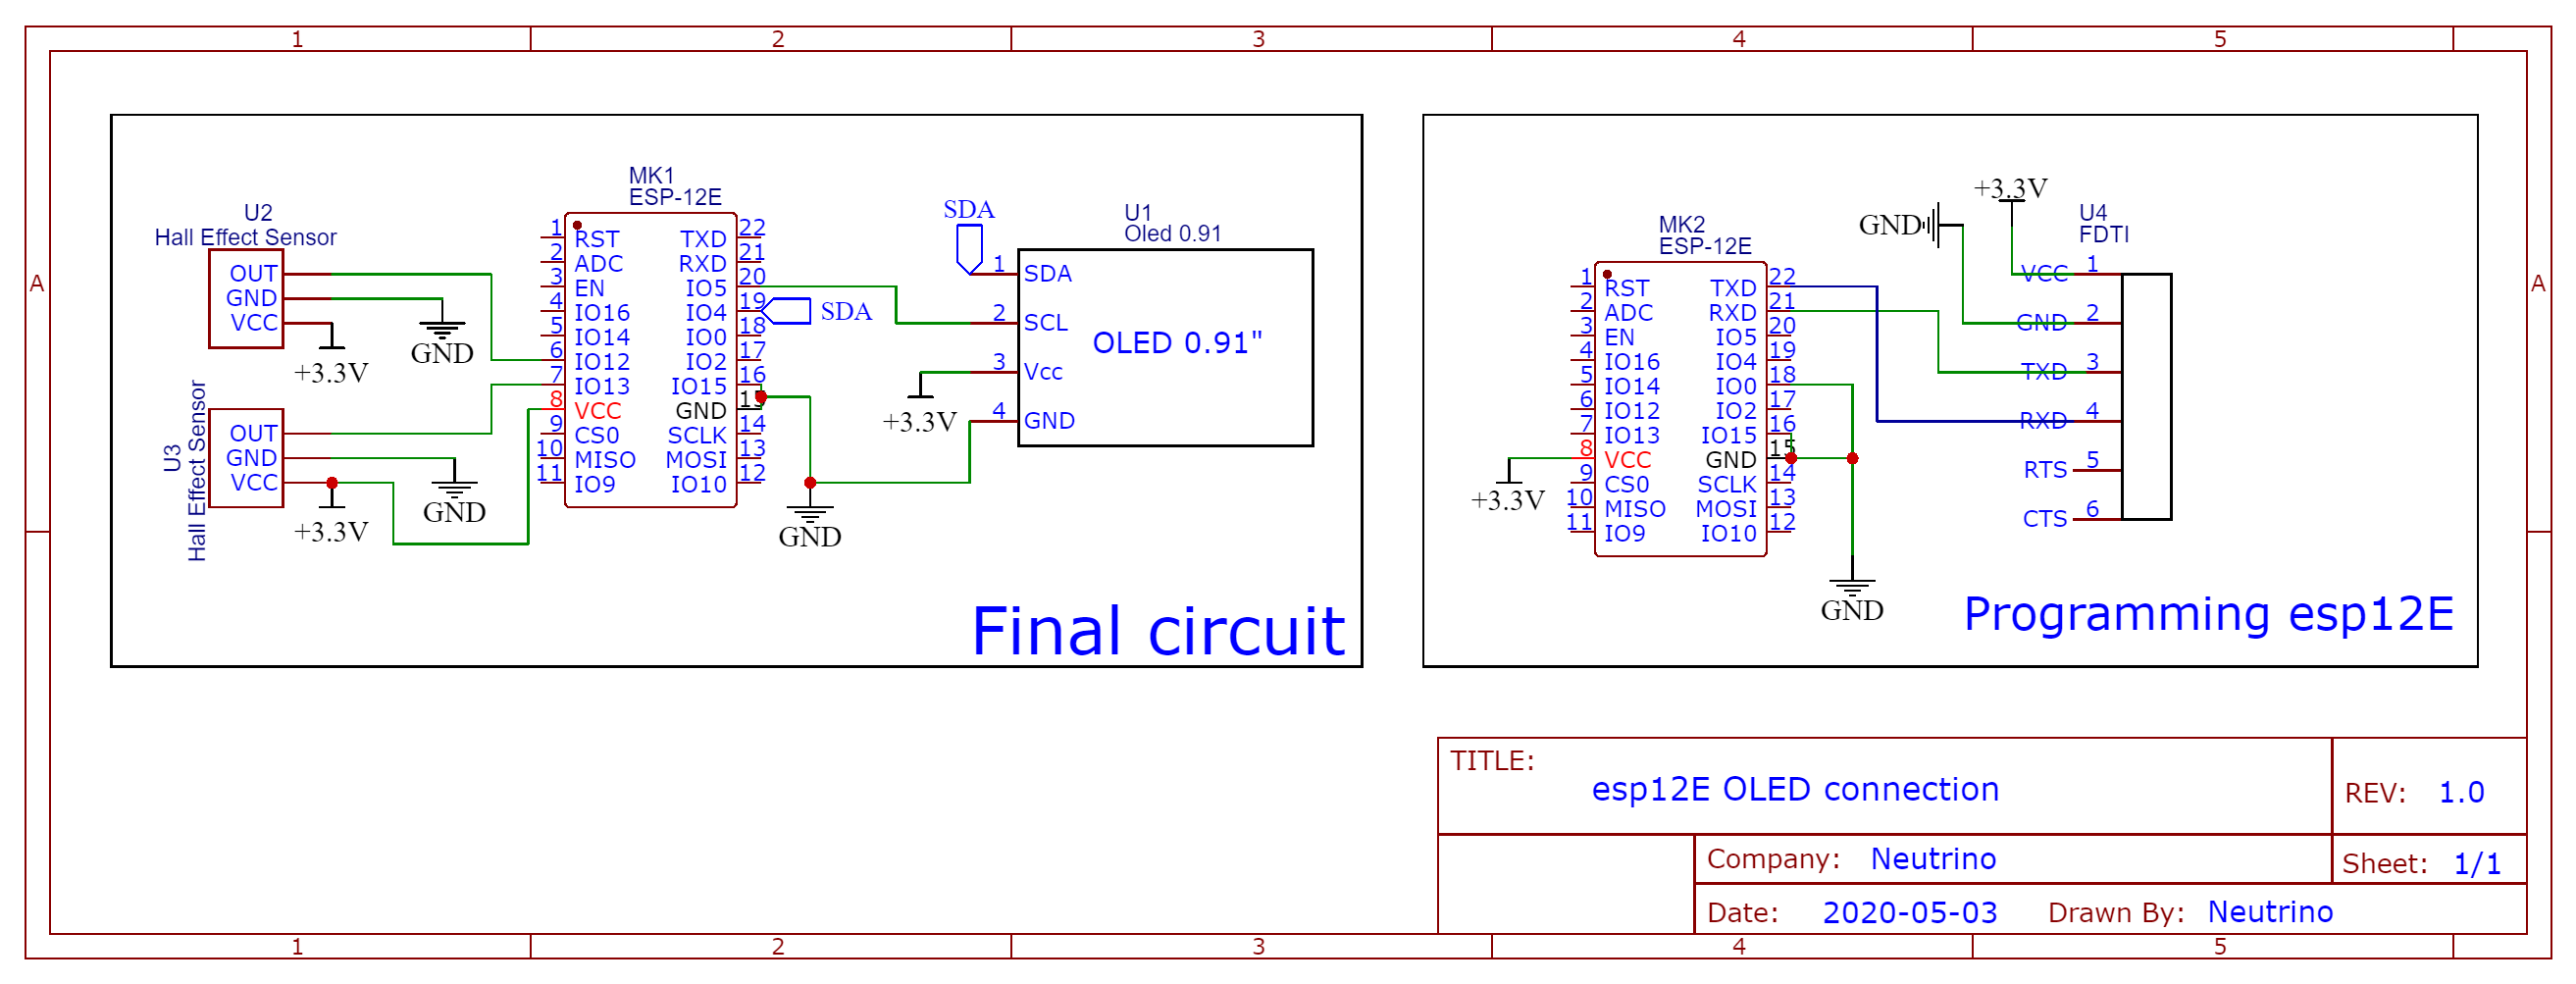 1 2 3 4 5
A A
MK1
ESP-12E
U2
Hall Effect Sensor
OUT
GND
VCC
GND
+3.3V
U3
Hall Effect Sensor
OUT
GND
VCC
GND
+3.3V
1 RST TXD 22
2 ADC RXD 21
3 EN IO5 20
4 IO16 IO4 19
5 IO14 IO0 18
6 IO12 IO2 17
7 IO13 IO15 16
8 VCC GND 15
9 CS0 SCLK 14
10 MISO MOSI 13
11 IO9 IO10 12
SDA
GND
SDA
U1
Oled 0.91
1 SDA
2 SCL
3 Vcc
4 GND
OLED 0.91"
+3.3V
Final circuit
MK2
ESP-12E
1 RST TXD 22
2 ADC RXD 21
3 EN IO5 20
4 IO16 IO4 19
5 IO14 IO0 18
6 IO12 IO2 17
7 IO13 IO15 16
8 VCC GND 15
9 CS0 SCLK 14
10 MISO MOSI 13
11 IO9 IO10 12
+3.3V
GND
GND
+3.3V
U4
FDTI
VCC 1
GND 2
TXD 3
RXD 4
RTS 5
CTS 6
Programming esp12E
TITLE:
esp12E OLED connection
REV: 1.0
Company: Neutrino
Sheet: 1/1
Date: 2020-05-03 Drawn By: Neutrino
1 2 3 4 5